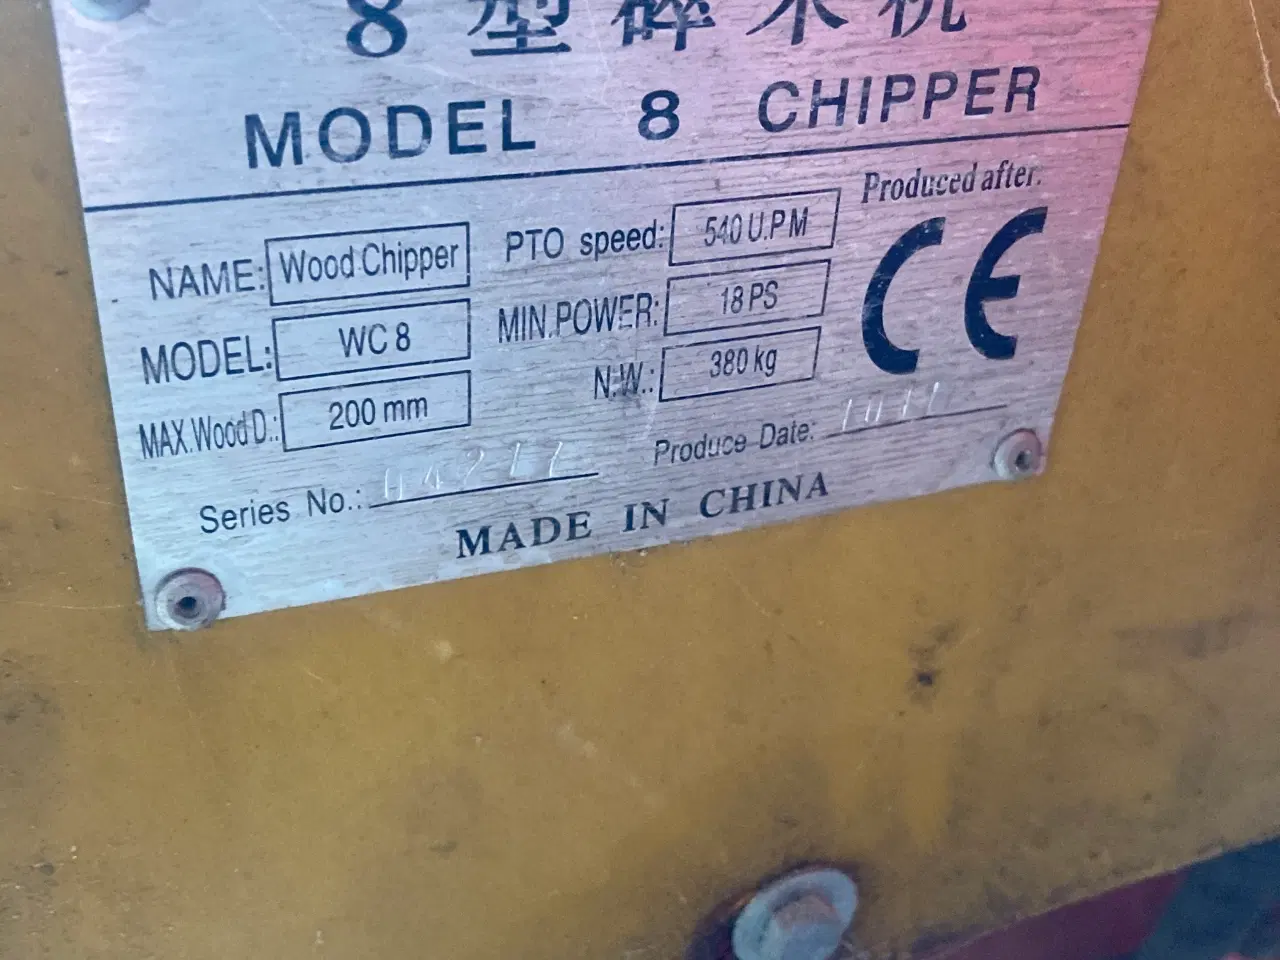 8型碎木机
MODEL 8 CHIPPER
NAME: Wood Chipper PTO speed: 540 U.P.M Produced after:
MODEL: WC 8 MIN.POWER: 18 PS CE
MAX.Wood D.: 200 mm N.W.: 380 kg
Series No.: Produce Date:
MADE IN CHINA